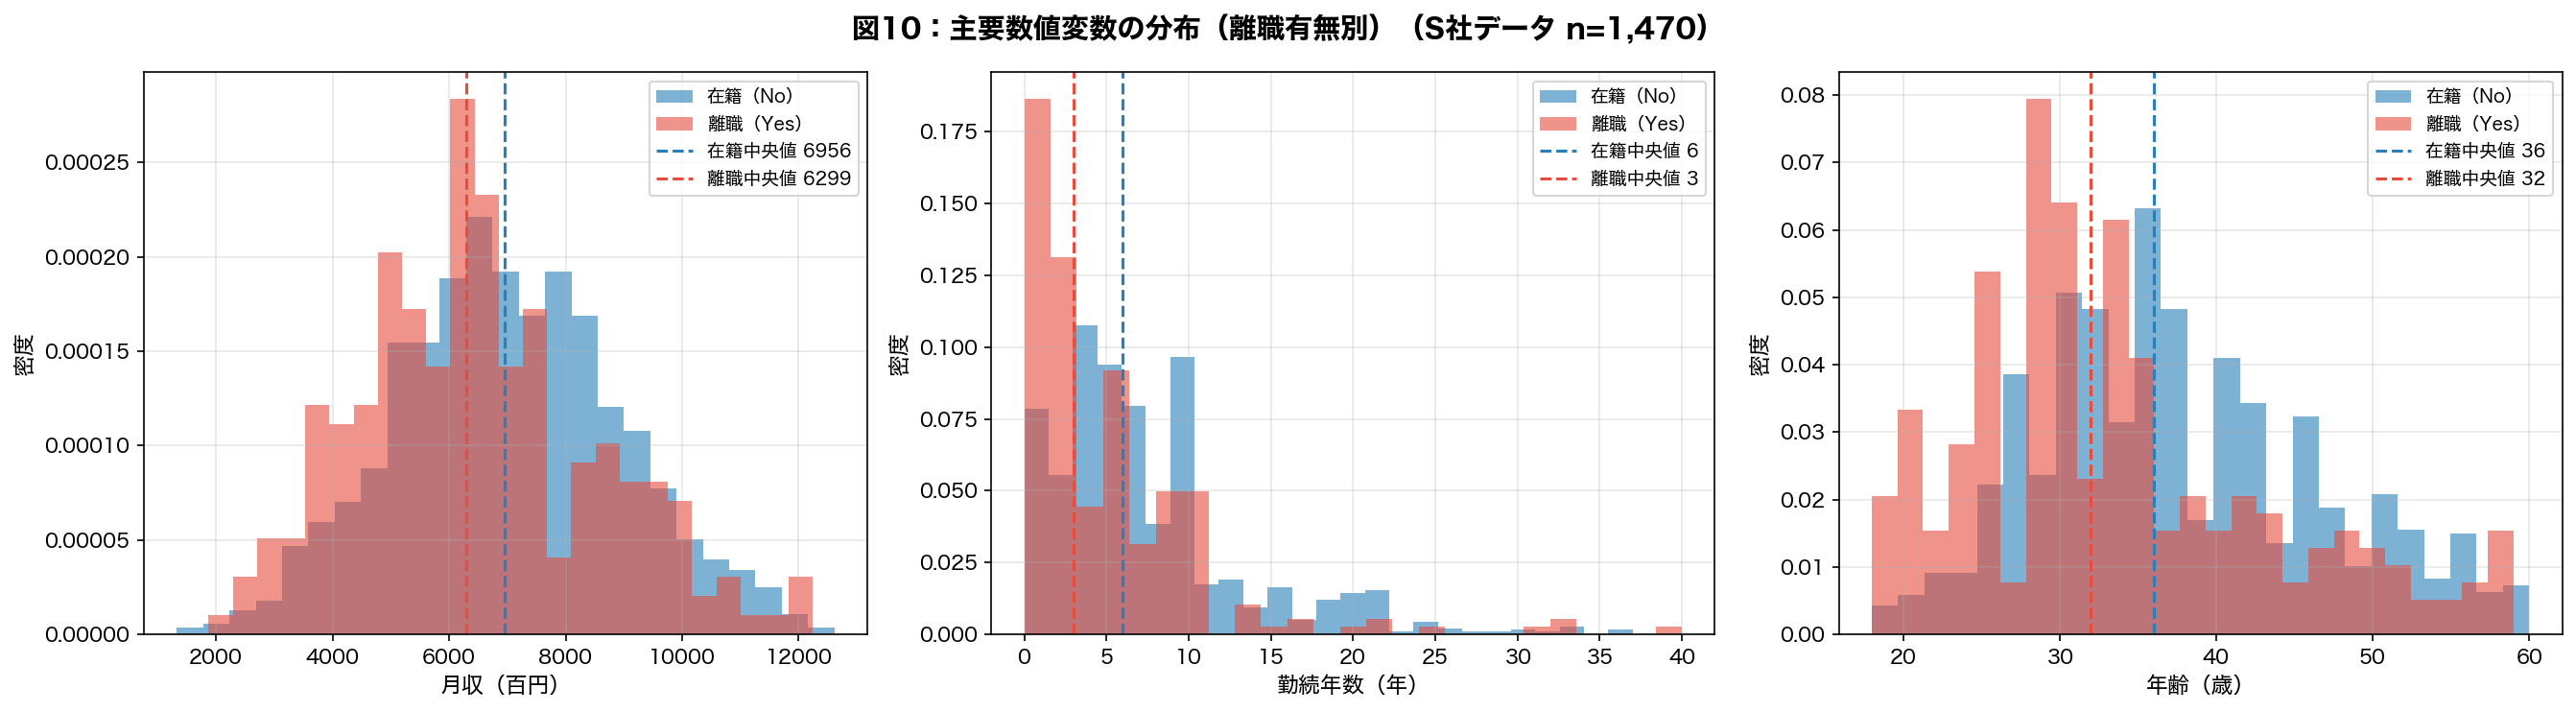 図10：主要数値変数の分布（離職有無別）（S社データ n=1,470）
密度
0.00025
0.00020
0.00015
0.00010
0.00005
0.00000
2000 4000 6000 8000 10000 12000
月収（百円）
在籍（No）
離職（Yes）
在籍中央値 6956
離職中央値 6299
密度
0.175
0.150
0.125
0.100
0.075
0.050
0.025
0.000
0 5 10 15 20 25 30 35 40
勤続年数（年）
在籍（No）
離職（Yes）
在籍中央値 6
離職中央値 3
密度
0.08
0.07
0.06
0.05
0.04
0.03
0.02
0.01
0.00
20 30 40 50 60
年齢（歳）
在籍（No）
離職（Yes）
在籍中央値 36
離職中央値 32